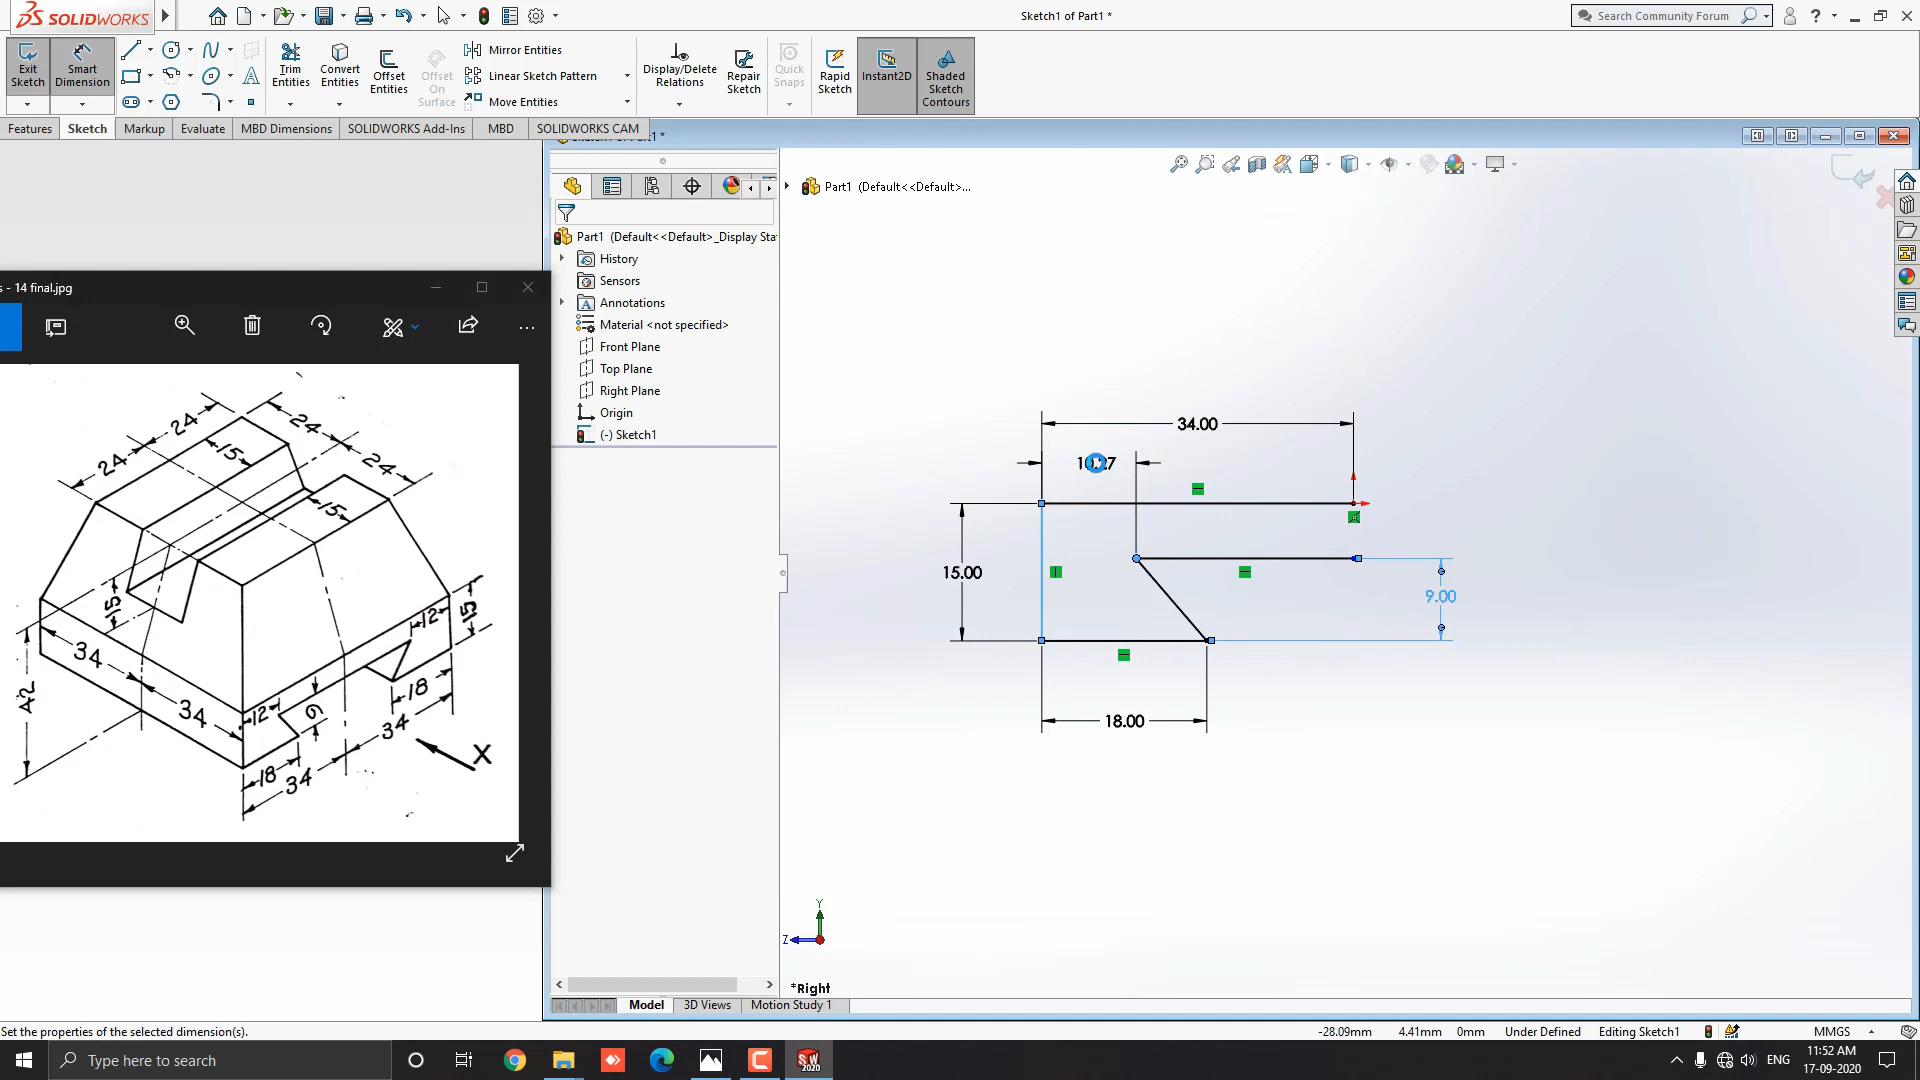 SOLIDWORKS
Sketch1 of Part1 *
Search Community Forum
Exit Sketch
Smart Dimension
Trim Entities
Convert Entities
Offset Entities
Offset On Surface
Mirror Entities
Linear Sketch Pattern
Move Entities
Display/Delete Relations
Repair Sketch
Quick Snaps
Rapid Sketch
Instant2D
Shaded Sketch Contours
Features
Sketch
Markup
Evaluate
MBD Dimensions
SOLIDWORKS Add-Ins
MBD
SOLIDWORKS CAM
Part1 (Default<<Default>...
Part1 (Default<<Default>_Display Sta
History
Sensors
Annotations
Material <not specified>
Front Plane
Top Plane
Right Plane
Origin
(-) Sketch1
s - 14 final.jpg
24
24
15
24
24
15
15
12
15
34
42
34
12
9
18
34
18
34
X
34.00
15.00
9.00
18.00
Y
Z
*Right
Model
3D Views
Motion Study 1
Set the properties of the selected dimension(s).
-28.09mm
4.41mm
0mm
Under Defined
Editing Sketch1
MMGS
Type here to search
SW
2020
ENG
11:52 AM
17-09-2020